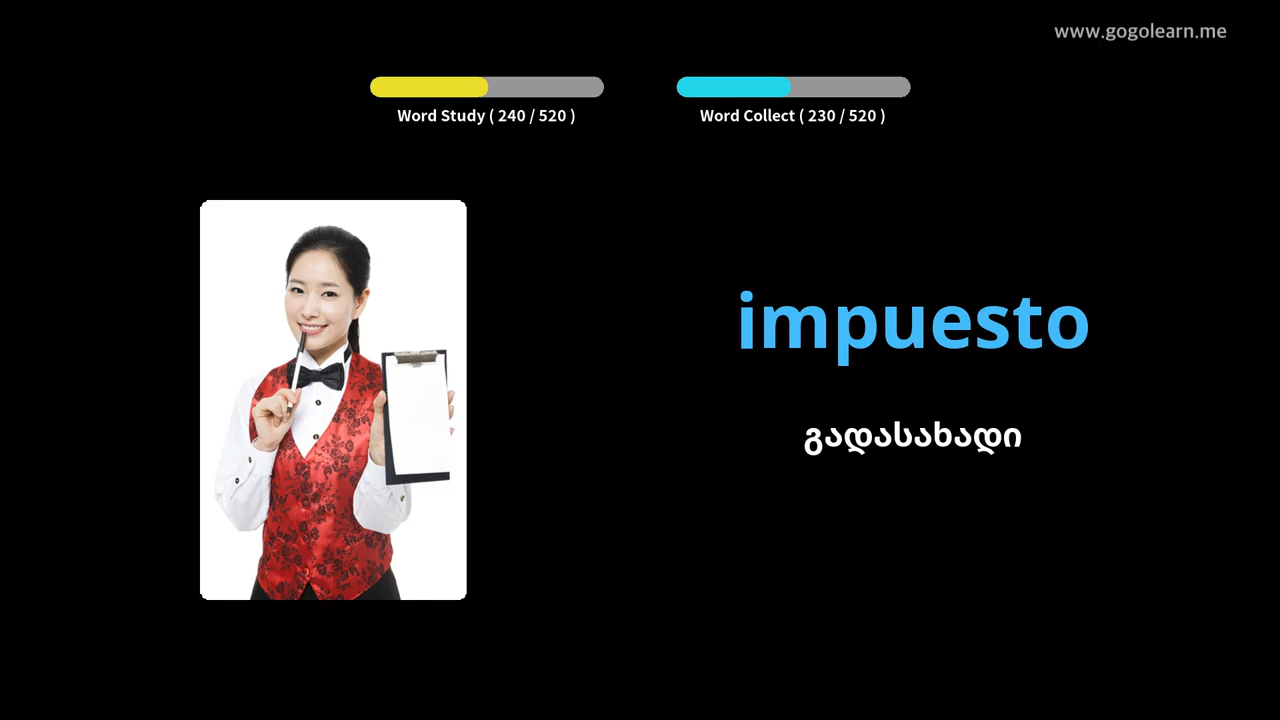 www.gogolearn.me
Word Study ( 240 / 520 )
Word Collect ( 230 / 520 )
impuesto
გადასახადი